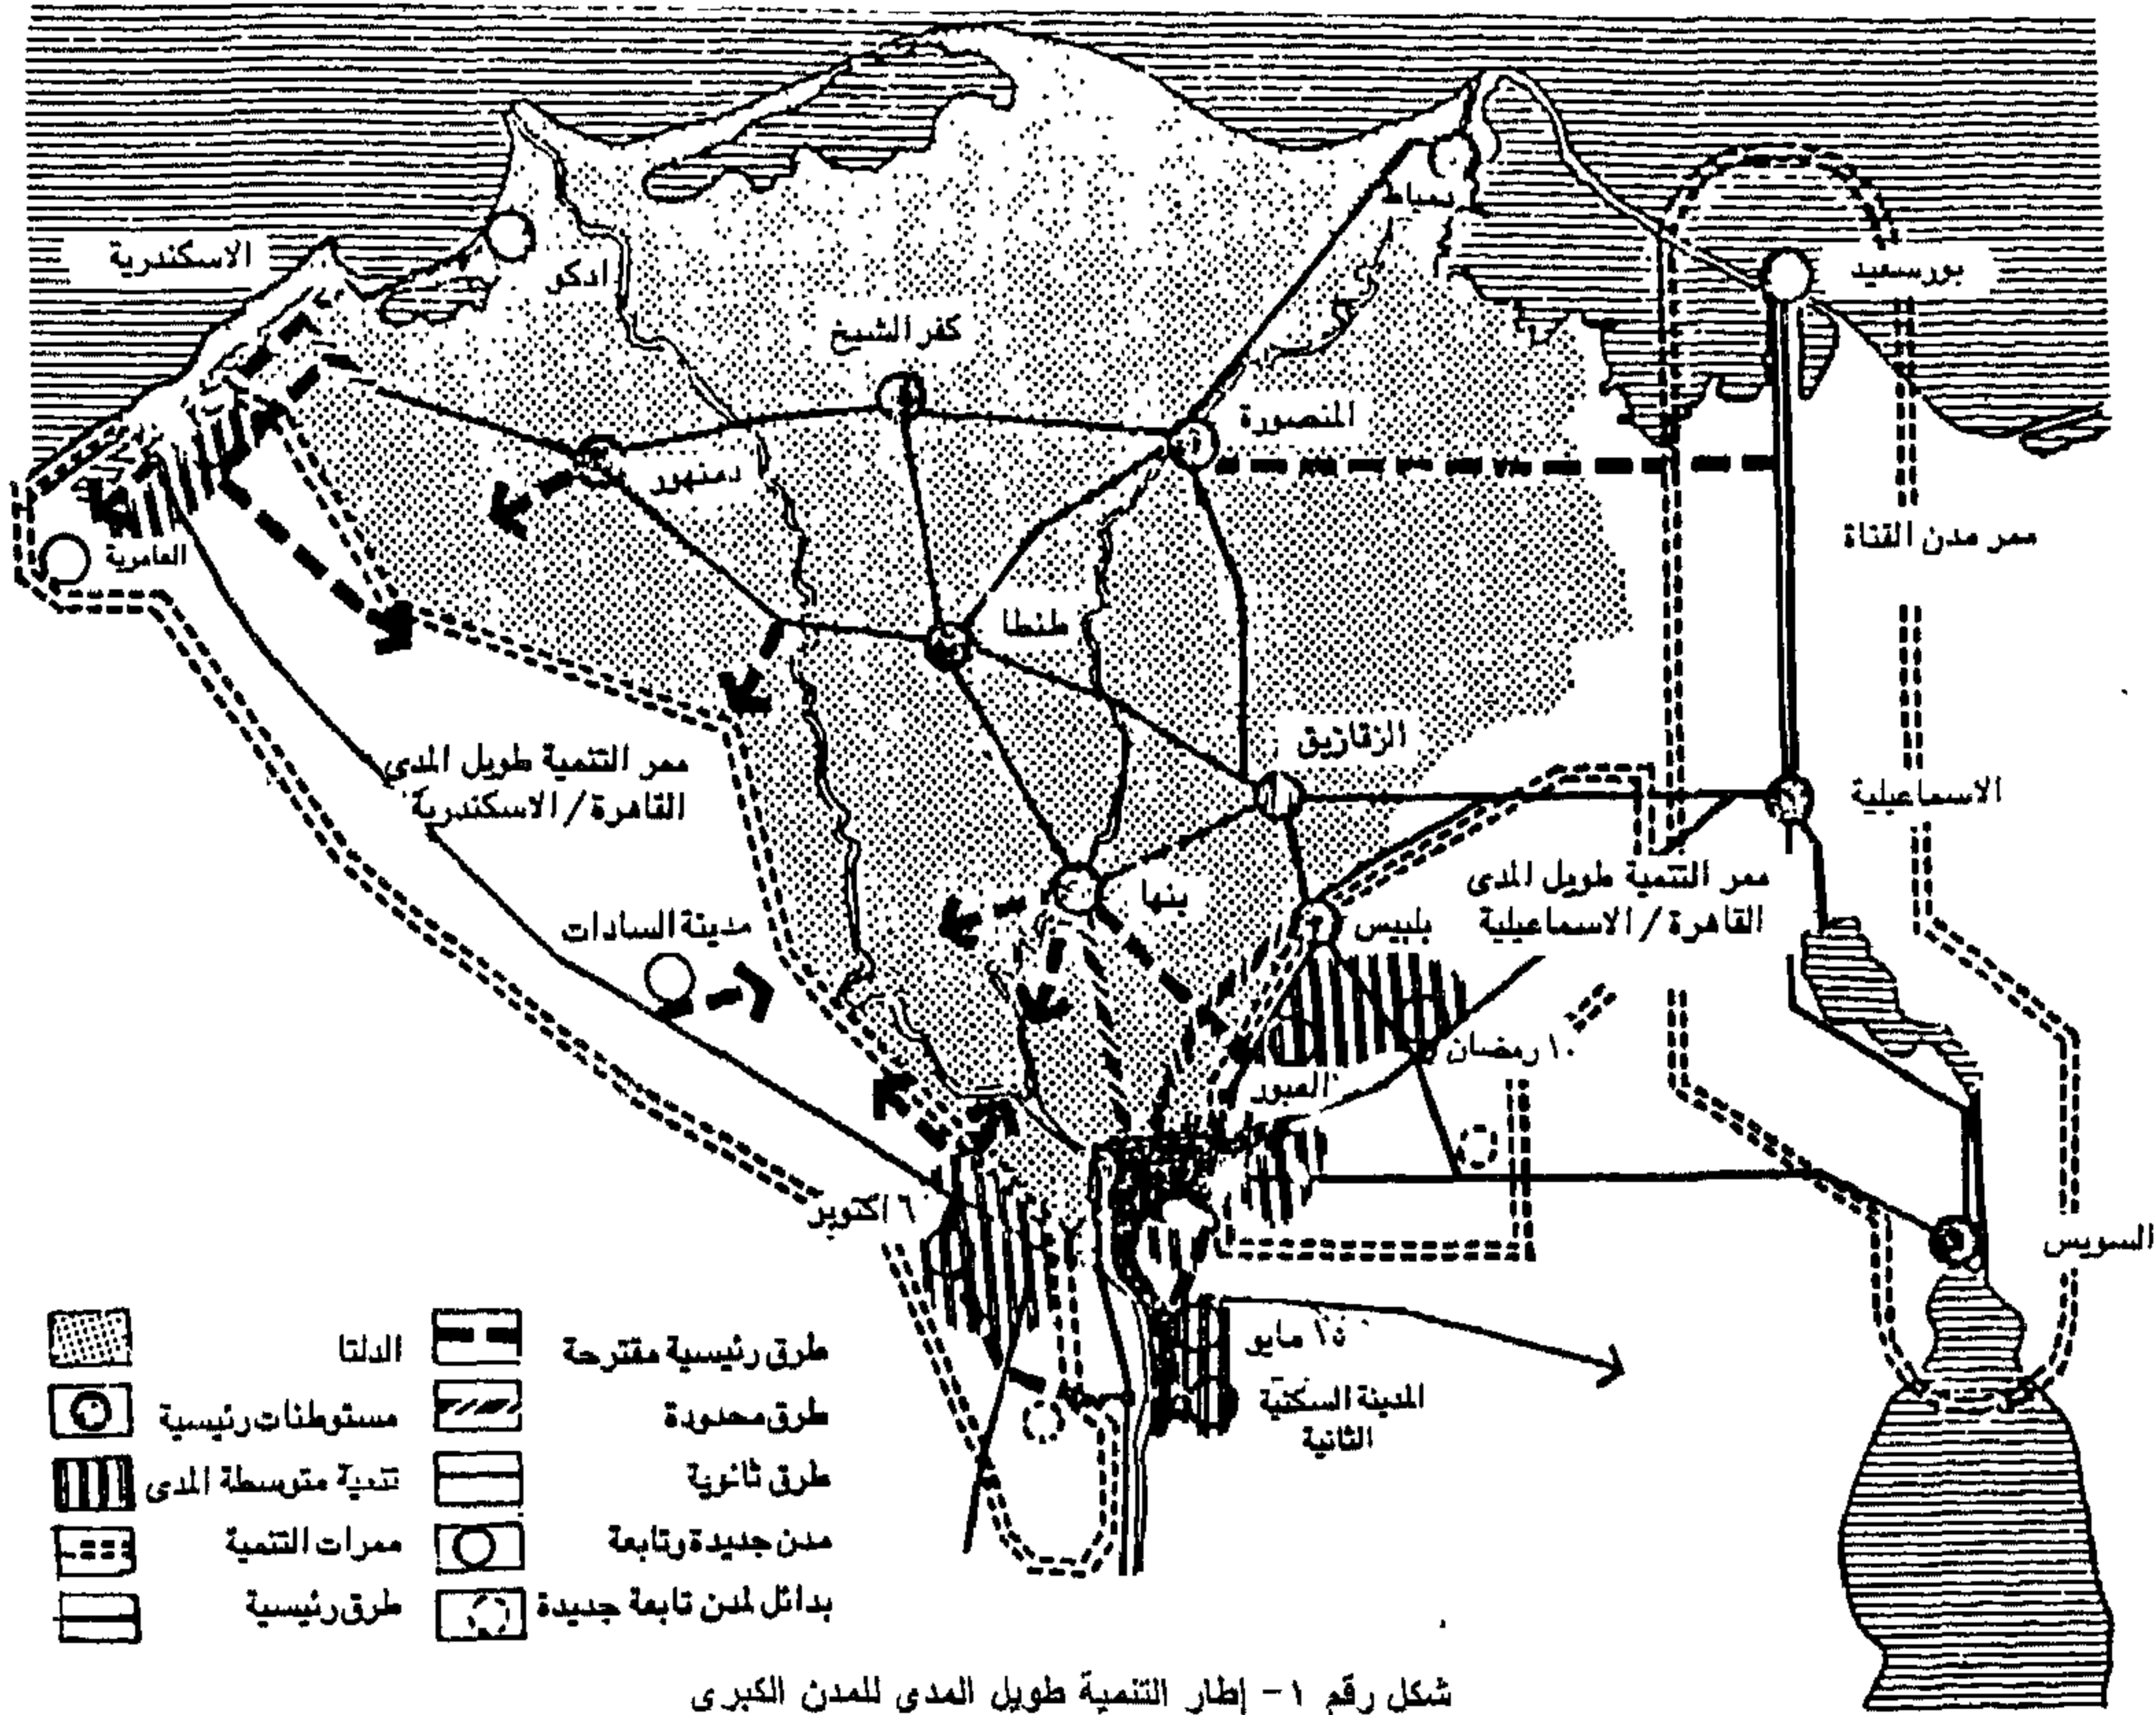 الاسكندرية
ادكو
دمياط
بورسعيد
كفر الشيخ
المنصورة
دمنهور
العامرية
ممر مدن القناة
طنطا
الزقازيق
ممر التنمية طويل المدى
القاهرة/الاسكندرية
الاسماعيلية
ممر التنمية طويل المدى
القاهرة/الاسماعيلية
بنها
بلبيس
مدينة السادات
١٠ رمضان
العبور
٦ اكتوبر
السويس
١٥ مايو
المدينة السكنية
الثانية
الدلتا
مستوطنات رئيسية
تنمية متوسطة المدى
ممرات التنمية
طرق رئيسية
طرق رئيسية مقترحة
طرق محدودة
طرق ثانوية
مدن جديدة وتابعة
بدائل لمدن تابعة جديدة
شكل رقم ١- إطار التنمية طويل المدى للمدن الكبرى